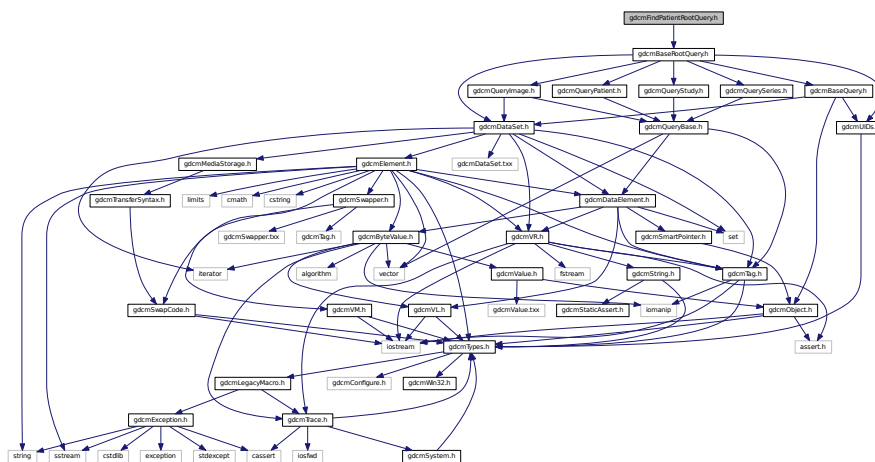 gdcmFindPatientRootQuery.h
gdcmBaseRootQuery.h
gdcmQueryImage.h
gdcmQueryPatient.h
gdcmQueryStudy.h
gdcmQuerySeries.h
gdcmBaseQuery.h
gdcmDataSet.h
gdcmQueryBase.h
gdcmUIDs.
gdcmMediaStorage.h
gdcmElement.h
gdcmDataSet.txx
gdcmTransferSyntax.h
limits
cmath
cstring
gdcmSwapper.h
gdcmDataElement.h
gdcmSwapper.txx
gdcmTag.h
gdcmByteValue.h
gdcmVR.h
gdcmSmartPointer.h
set
iterator
algorithm
vector
gdcmValue.h
fstream
gdcmString.h
gdcmTag.h
gdcmSwapCode.h
gdcmVM.h
gdcmVL.h
gdcmValue.txx
gdcmStaticAssert.h
iomanip
gdcmObject.h
iostream
gdcmTypes.h
assert.h
gdcmLegacyMacro.h
gdcmConfigure.h
gdcmWin32.h
gdcmException.h
gdcmTrace.h
string
sstream
cstdlib
exception
stdexcept
cassert
iosfwd
gdcmSystem.h